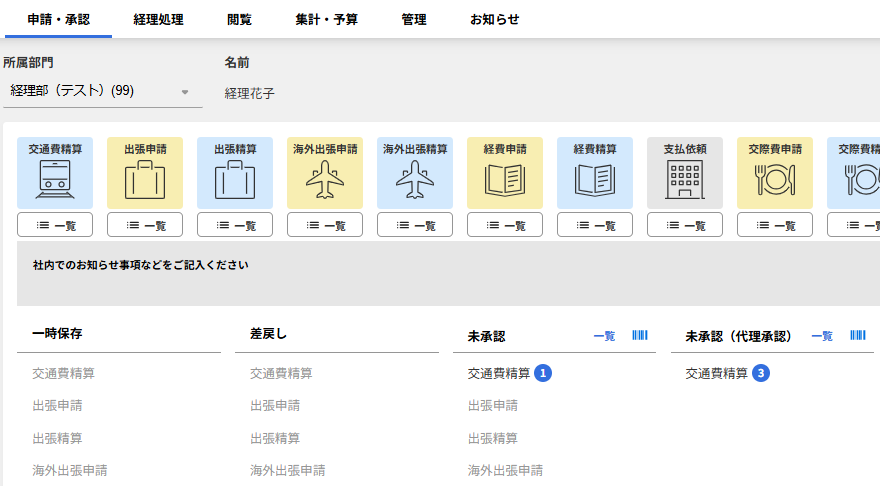 申請・承認 経理処理 閲覧 集計・予算 管理 お知らせ
所属部門 名前
経理部（テスト）(99) 経理花子
交通費精算 出張申請 出張精算 海外出張申請 海外出張精算 経費申請 経費精算 支払依頼 交際費申請 交際費精
一覧 一覧 一覧 一覧 一覧 一覧 一覧 一覧 一覧 一覧
社内でのお知らせ事項などをご記入ください
一時保存 差戻し 未承認 一覧 未承認（代理承認） 一覧
交通費精算 交通費精算 交通費精算 1 交通費精算 3
出張申請 出張申請 出張申請
出張精算 出張精算 出張精算
海外出張申請 海外出張申請 海外出張申請